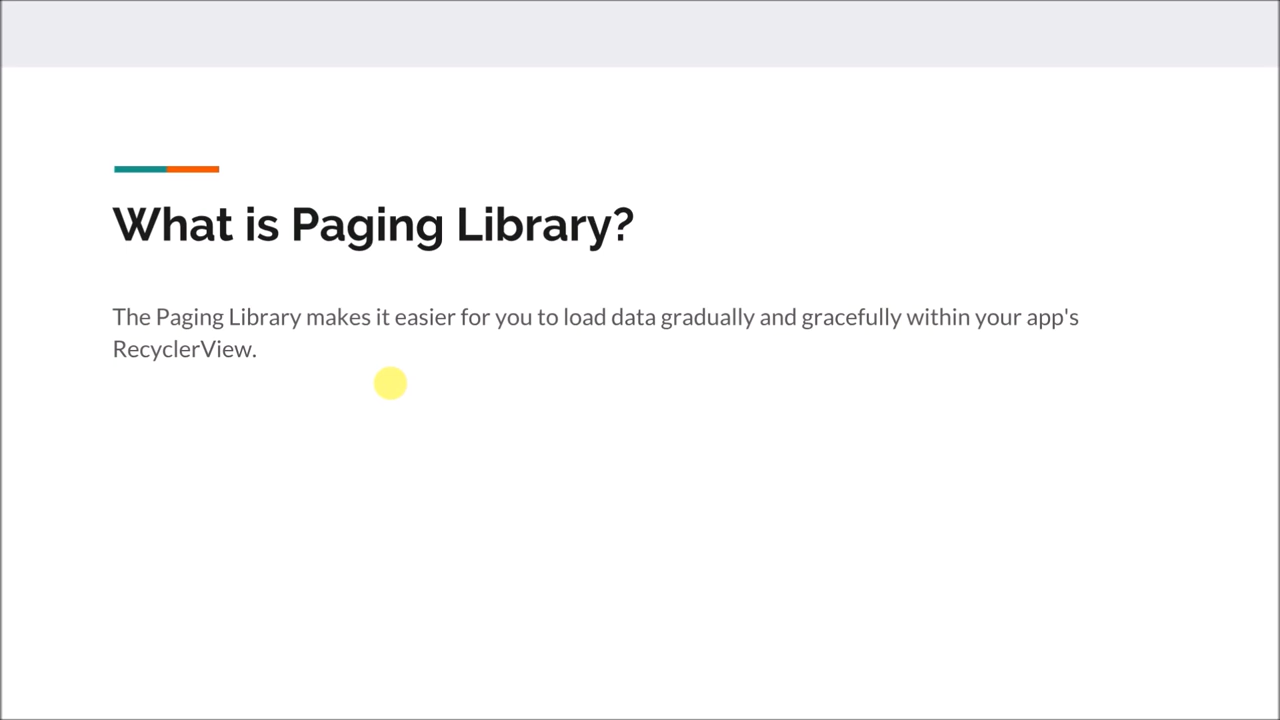 What is Paging Library?
The Paging Library makes it easier for you to load data gradually and gracefully within your app's
RecyclerView.